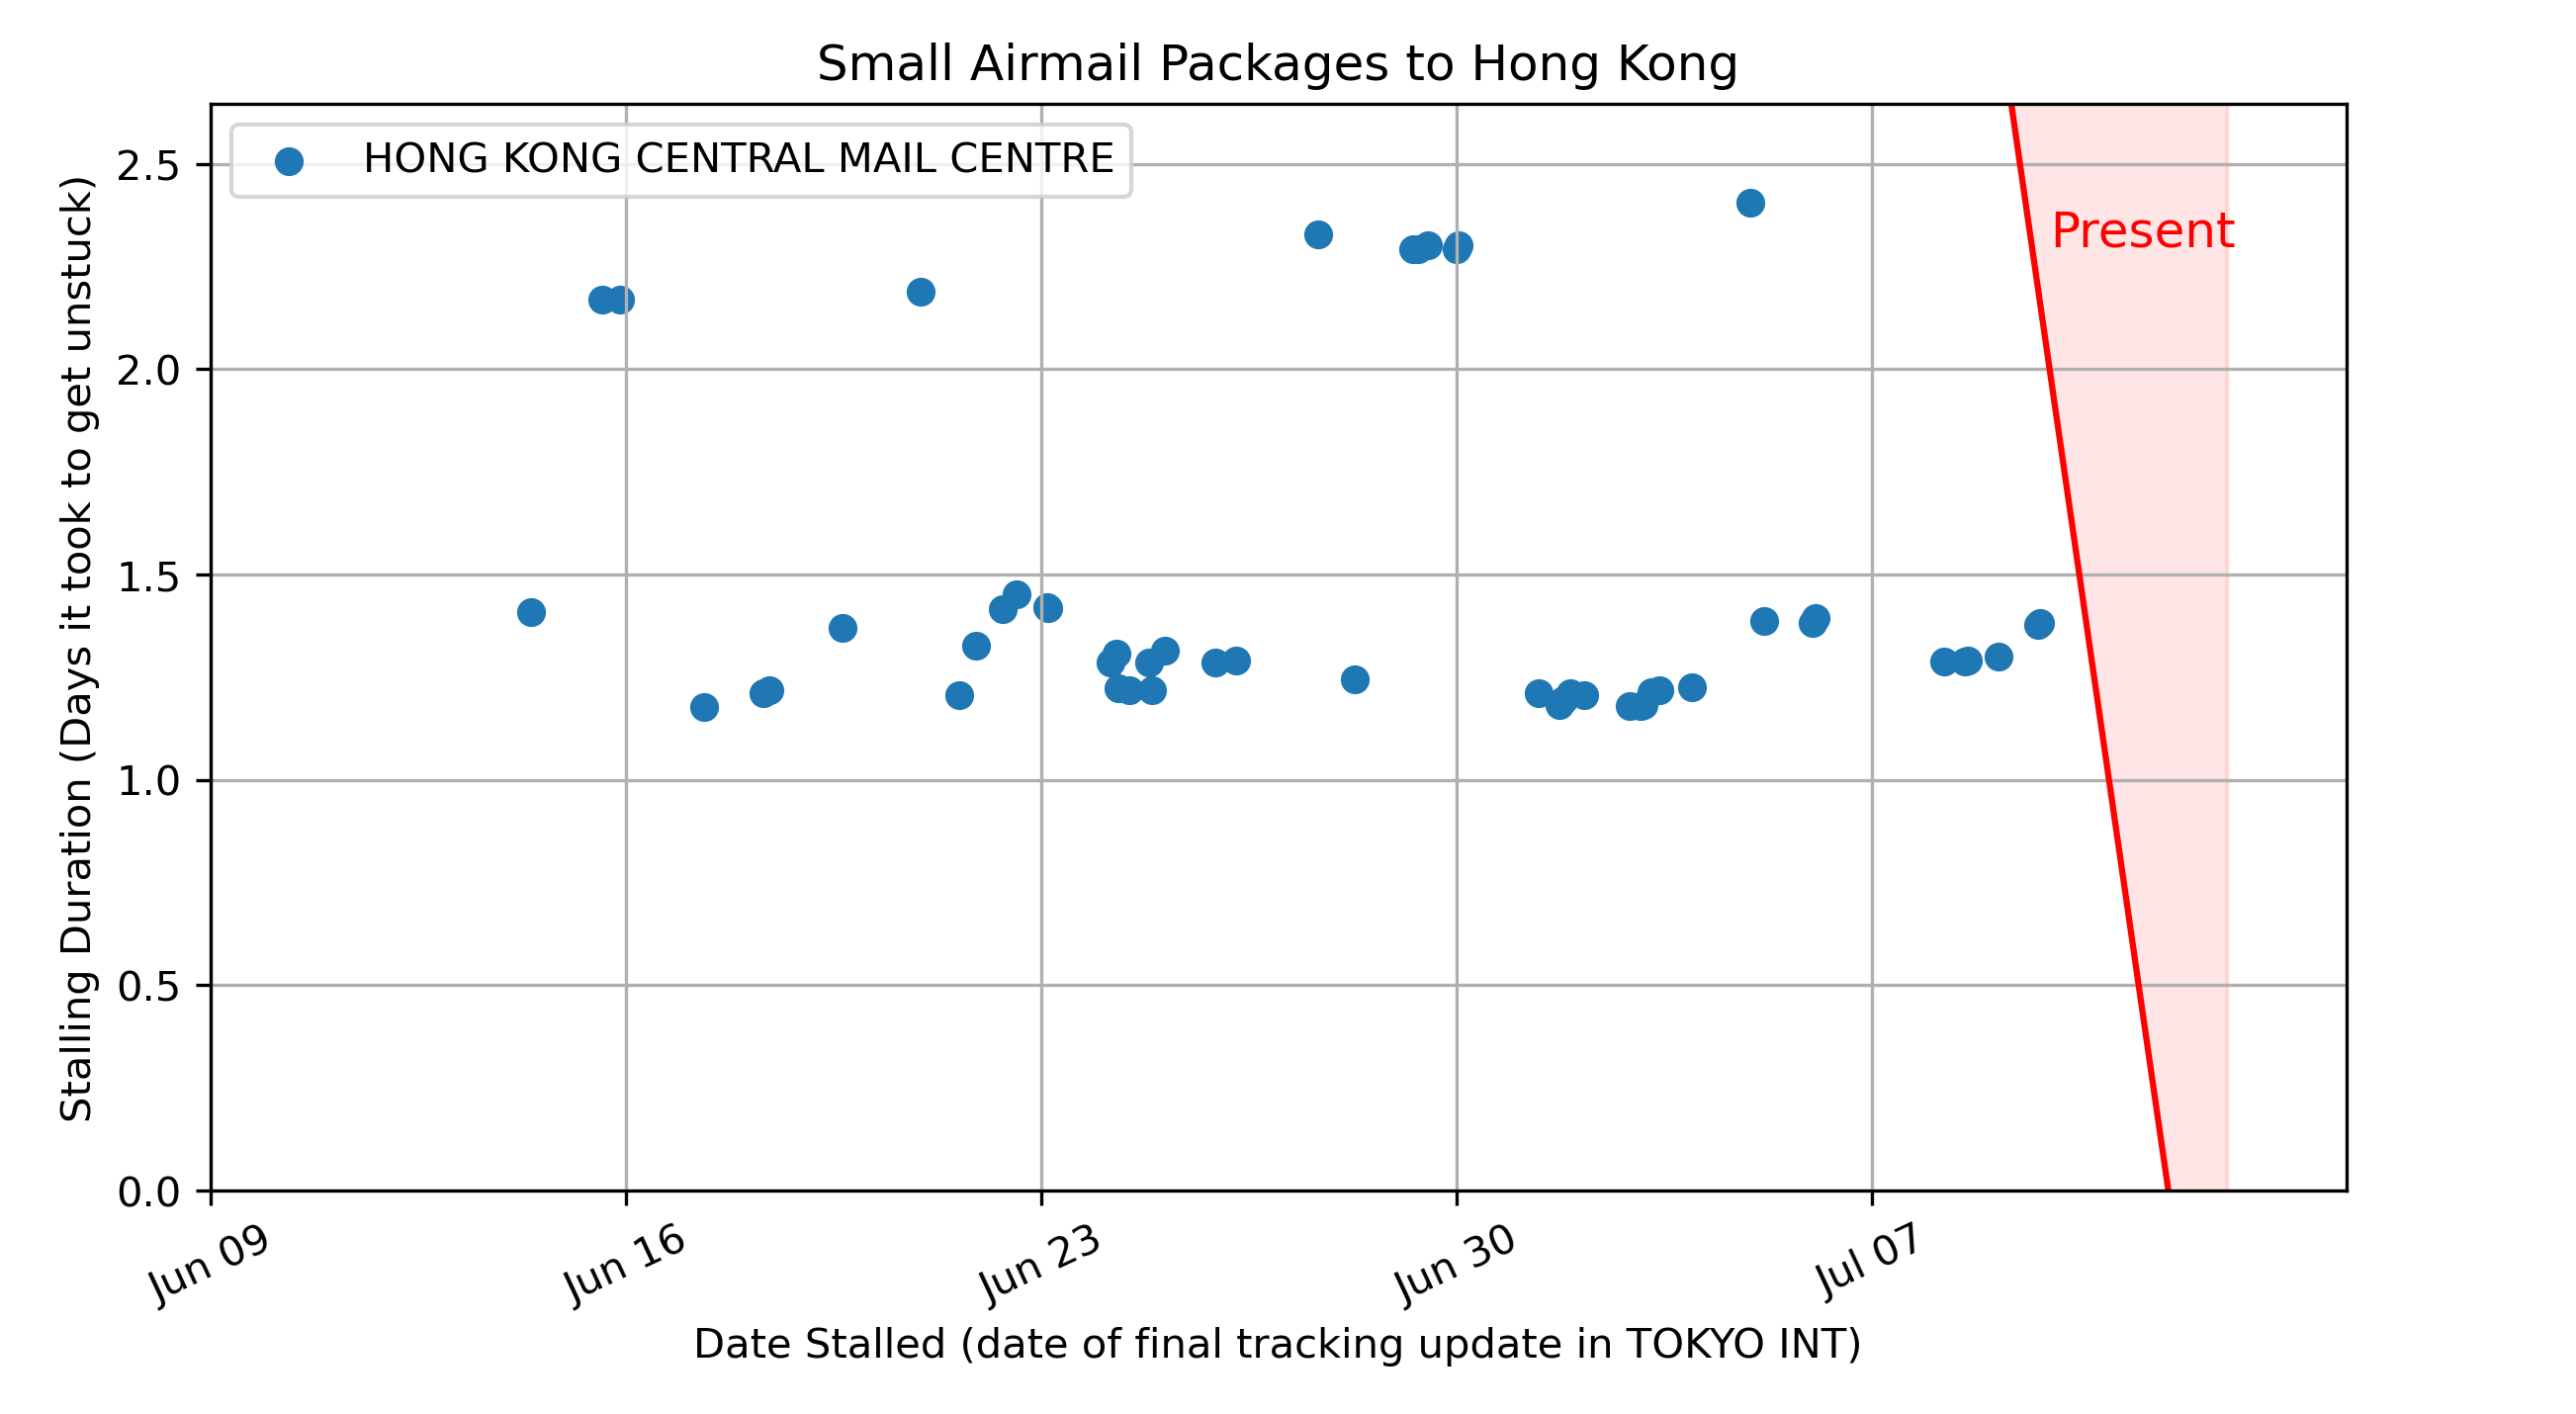 Small Airmail Packages to Hong Kong
HONG KONG CENTRAL MAIL CENTRE
Present
Stalling Duration (Days it took to get unstuck)
2.5
2.0
1.5
1.0
0.5
0.0
Jun 09
Jun 16
Jun 23
Jun 30
Jul 07
Date Stalled (date of final tracking update in TOKYO INT)